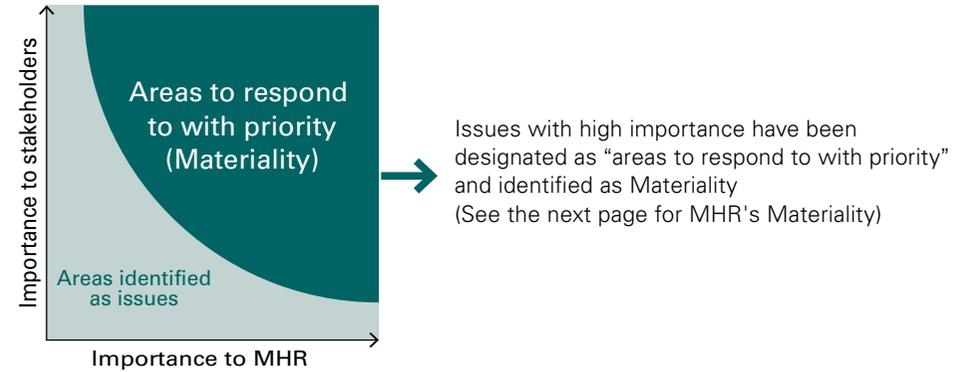 Importance to stakeholders
Areas to respond
to with priority
(Materiality)
Areas identified
as issues
Importance to MHR
Issues with high importance have been
designated as “areas to respond to with priority”
and identified as Materiality
(See the next page for MHR's Materiality)